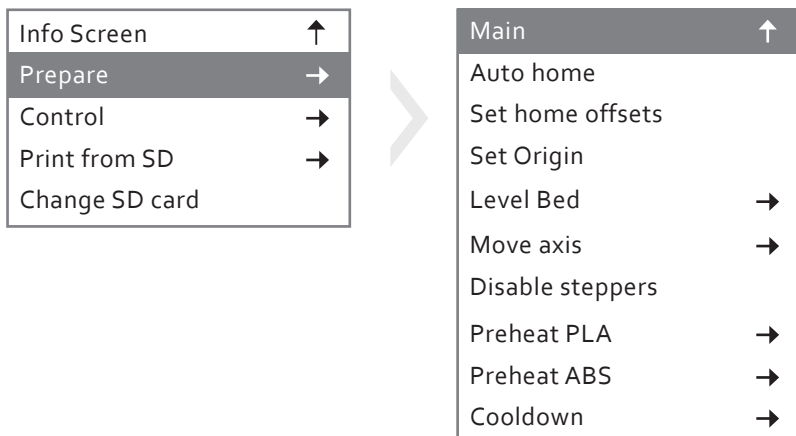 Info Screen
Prepare
Control
Print from SD
Change SD card
Main
Auto home
Set home offsets
Set Origin
Level Bed
Move axis
Disable steppers
Preheat PLA
Preheat ABS
Cooldown